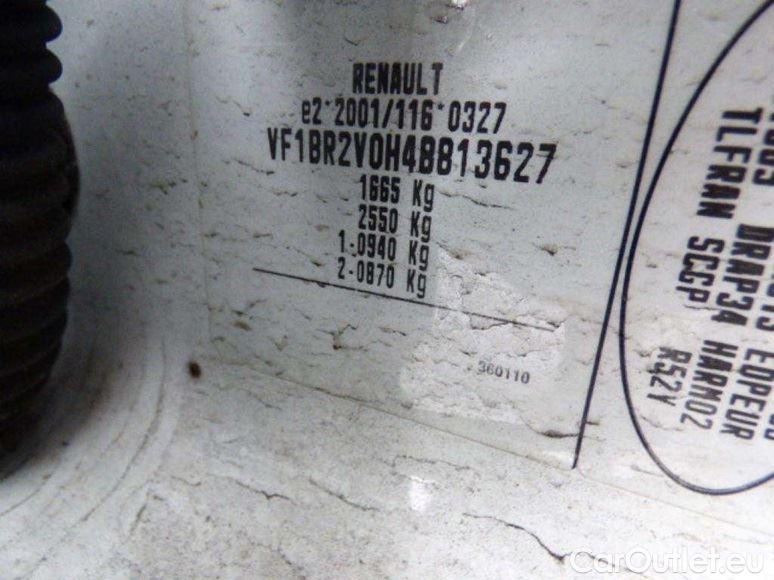 RENAULT
e2*2001/116*0327
VF1BR2V0H48813627
1665 Kg
2550 Kg
1-0940 Kg
2-0870 Kg
360110
DRAP34 HARM02
TLFRAN SCGP R52Y
EUPEUR
CarOutlet.eu